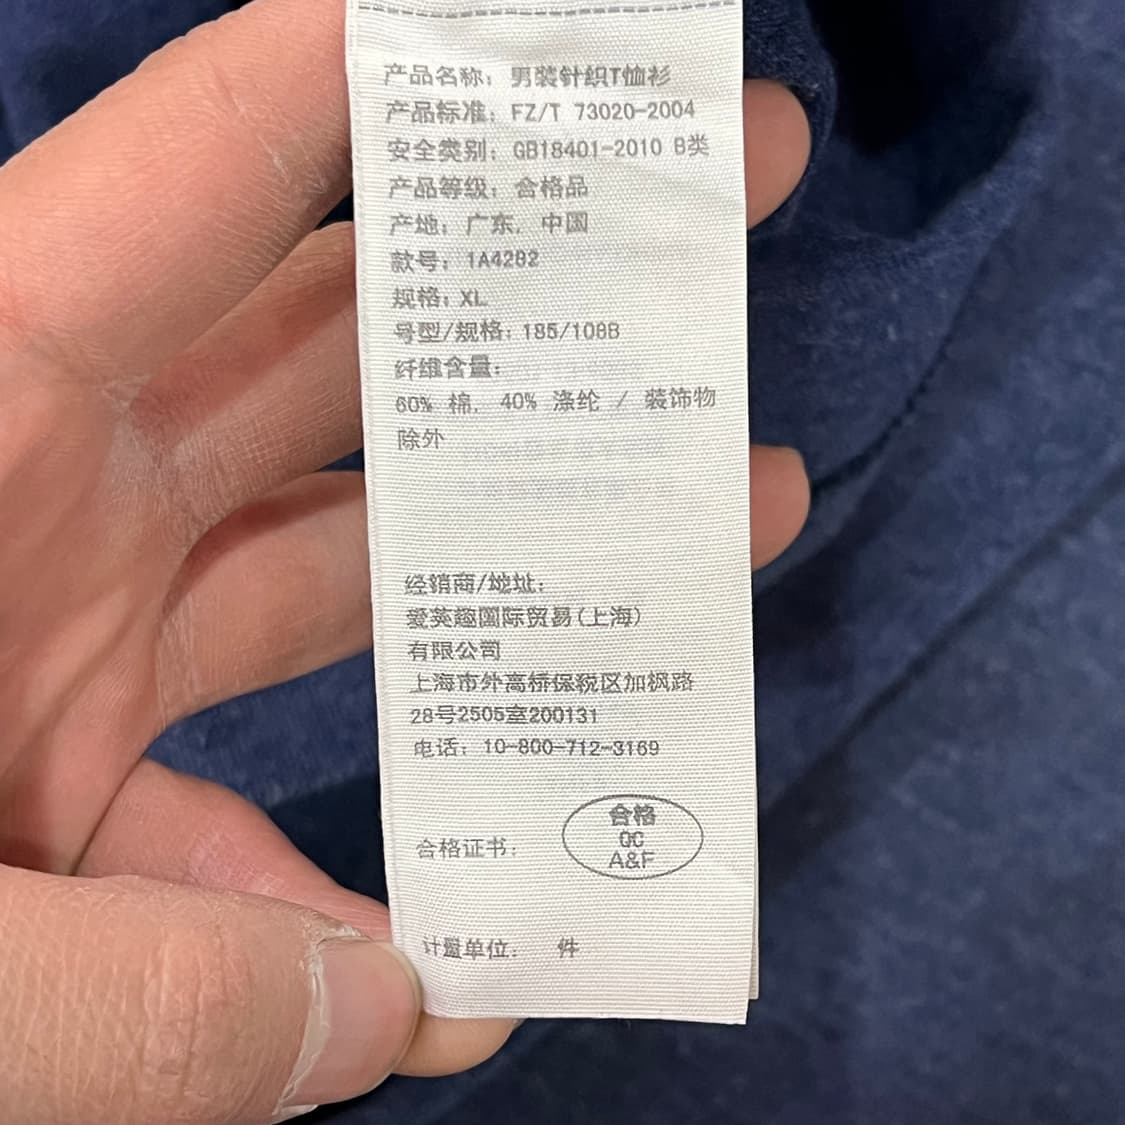 产品名称：男装针织T恤衫
产品标准：FZ/T 73020-2004
安全类别：GB18401-2010 B类
产品等级：合格品
产地：广东，中国
款号：1A42B2
规格：XL
号型/规格：185/108B
纤维含量：
60% 棉，40% 涤纶 / 装饰物
除外
经銷商/地址：
爱英趣国际贸易(上海)
有限公司
上海市外高桥保税区加枫路
28号2505室200131
电话：10-800-712-3169
合格证书：
合格
QC
A&F
计量单位： 件